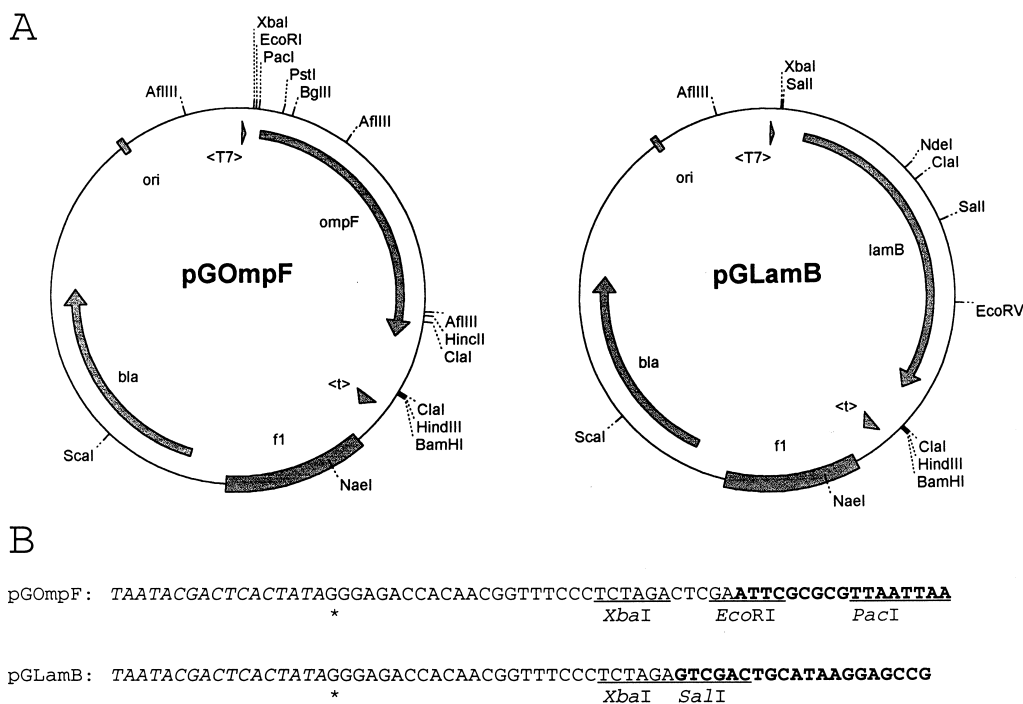 A
XbaI
EcoRI
PacI
PstI
BglII
AflIII
AflIII
<T7>
ori
ompF
pGOmpF
AflIII
HincII
ClaI
bla
<t>
ClaI
HindIII
BamHI
f1
ScaI
NaeI
XbaI
SalI
AflIII
NdeI
ClaI
<T7>
ori
SalI
lamB
pGLamB
EcoRV
bla
<t>
ClaI
HindIII
BamHI
f1
ScaI
NaeI
B
pGOmpF: TAATACGACTCACTATAGGGAGACCACAACGGTTTCCCTCTAGACTCGAATTCGCGCGTTAATTAA
* XbaI EcoRI PacI
pGLamB: TAATACGACTCACTATAGGGAGACCACAACGGTTTCCCTCTAGAGTCGACTGCATAAGGAGCCG
* XbaI SalI